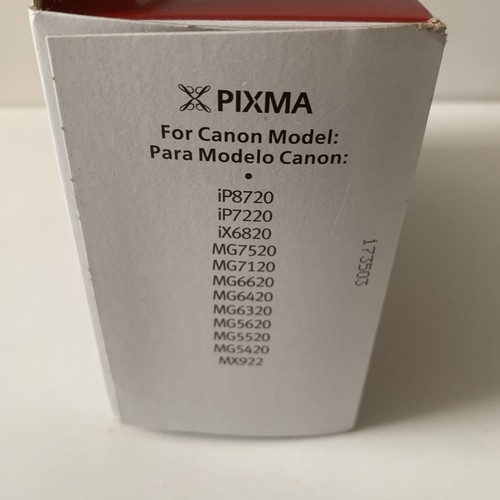 PIXMA
For Canon Model:
Para Modelo Canon:
•
iP8720
iP7220
iX6820
MG7520
MG7120
MG6620
MG6420
MG6320
MG5620
MG5520
MG5420
MX922
173503